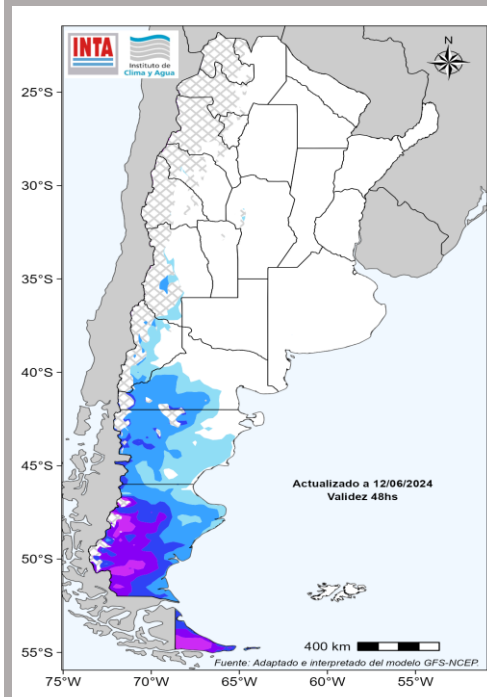 INTA
Instituto de
Clima y Agua
N
25°S
30°S
35°S
40°S
45°S
50°S
55°S
Actualizado a 12/06/2024
Validez 48hs
400 km
Fuente: Adaptado e interpretado del modelo GFS-NCEP.
75°W
70°W
65°W
60°W
55°W